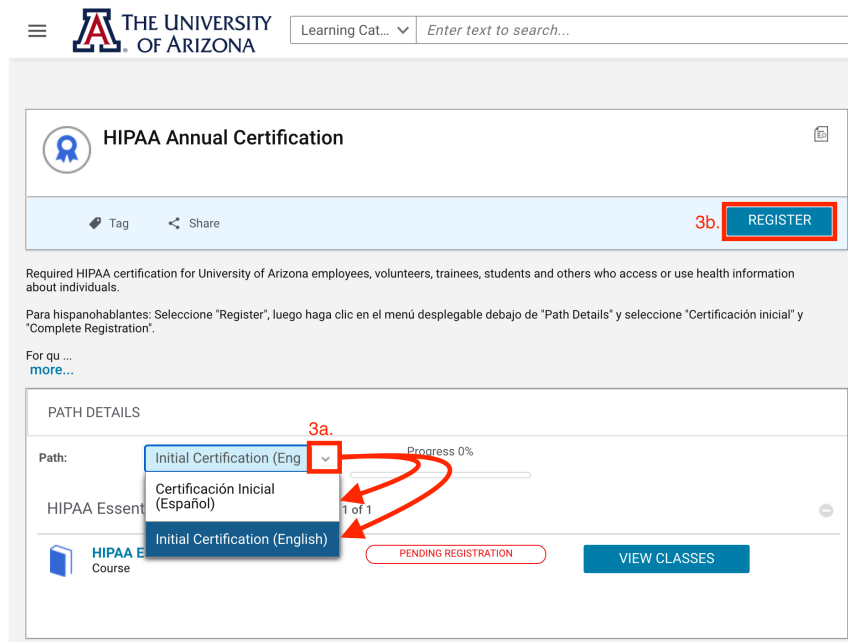 THE UNIVERSITY
OF ARIZONA
Learning Cat...
Enter text to search...
HIPAA Annual Certification
Tag
Share
3b.
REGISTER
Required HIPAA certification for University of Arizona employees, volunteers, trainees, students and others who access or use health information
about individuals.
Para hispanohablantes: Seleccione "Register", luego haga clic en el menú desplegable debajo de "Path Details" y seleccione "Certificación inicial" y
"Complete Registration".
For qu ...
more...
PATH DETAILS
3a.
Path:
Initial Certification (Eng
Progress 0%
Certificación Inicial
(Español)
HIPAA Essent
1 of 1
Initial Certification (English)
HIPAA E
Course
PENDING REGISTRATION
VIEW CLASSES